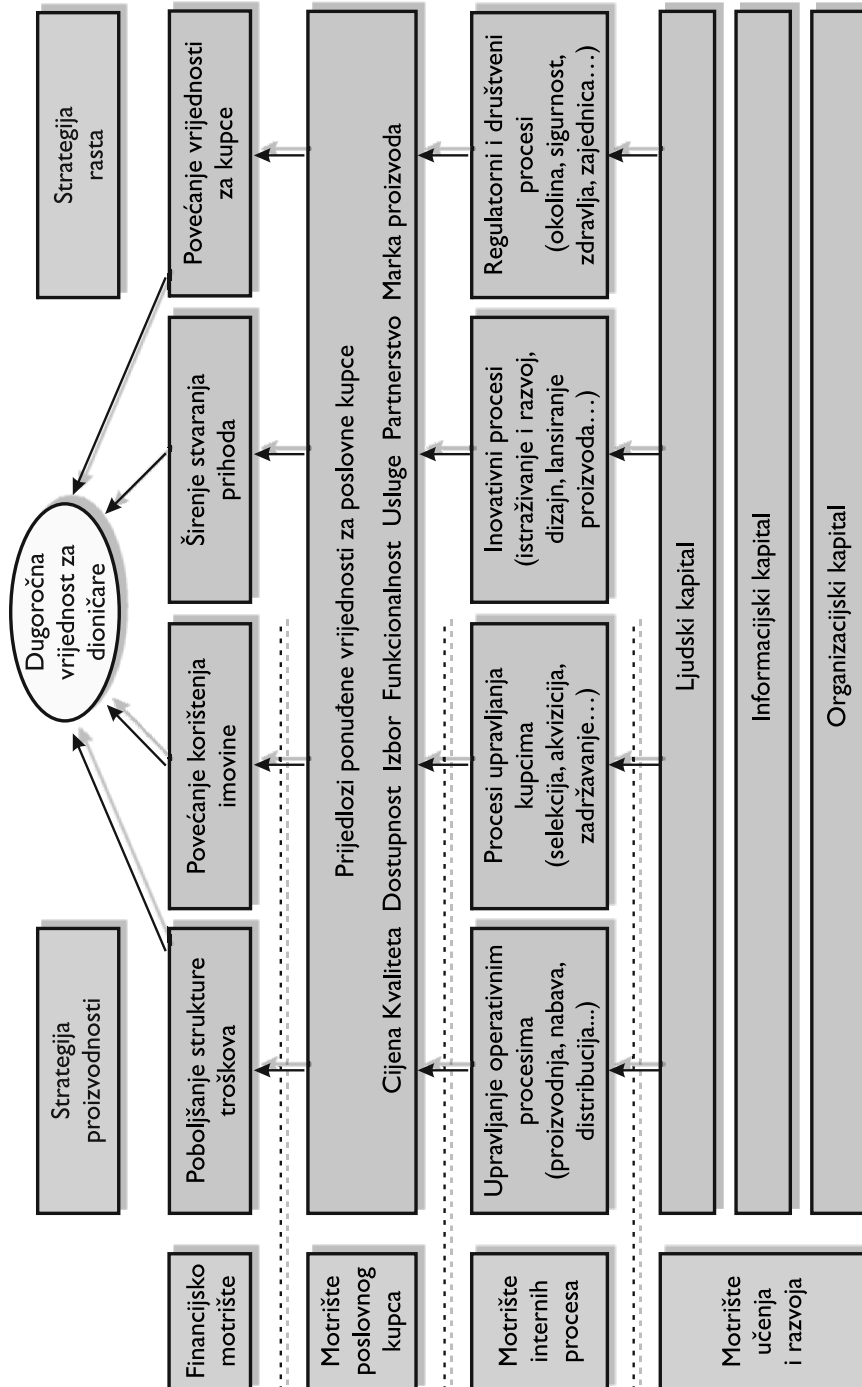 Strategija
proizvodnosti
Dugoročna
vrijednost za
dioničare
Strategija
rasta
Financijsko
motrište
Poboljšanje strukture
troškova
Povećanje korištenja
imovine
Širenje stvaranja
prihoda
Povećanje vrijednosti
za kupce
Motrište
poslovnog
kupca
Prijedlozi ponuđene vrijednosti za poslovne kupce
Cijena Kvaliteta Dostupnost Izbor Funkcionalnost Usluge Partnerstvo Marka proizvoda
Motrište
internih
procesa
Upravljanje operativnim
procesima
(proizvodnja, nabava,
distribucija...)
Procesi upravljanja
kupcima
(selekcija, akvizicija,
zadržavanje…)
Inovativni procesi
(istraživanje i razvoj,
dizajn, lansiranje
proizvoda…)
Regulatorni i društveni
procesi
(okolina, sigurnost,
zdravlja, zajednica…)
Motrište
učenja
i razvoja
Ljudski kapital
Informacijski kapital
Organizacijski kapital